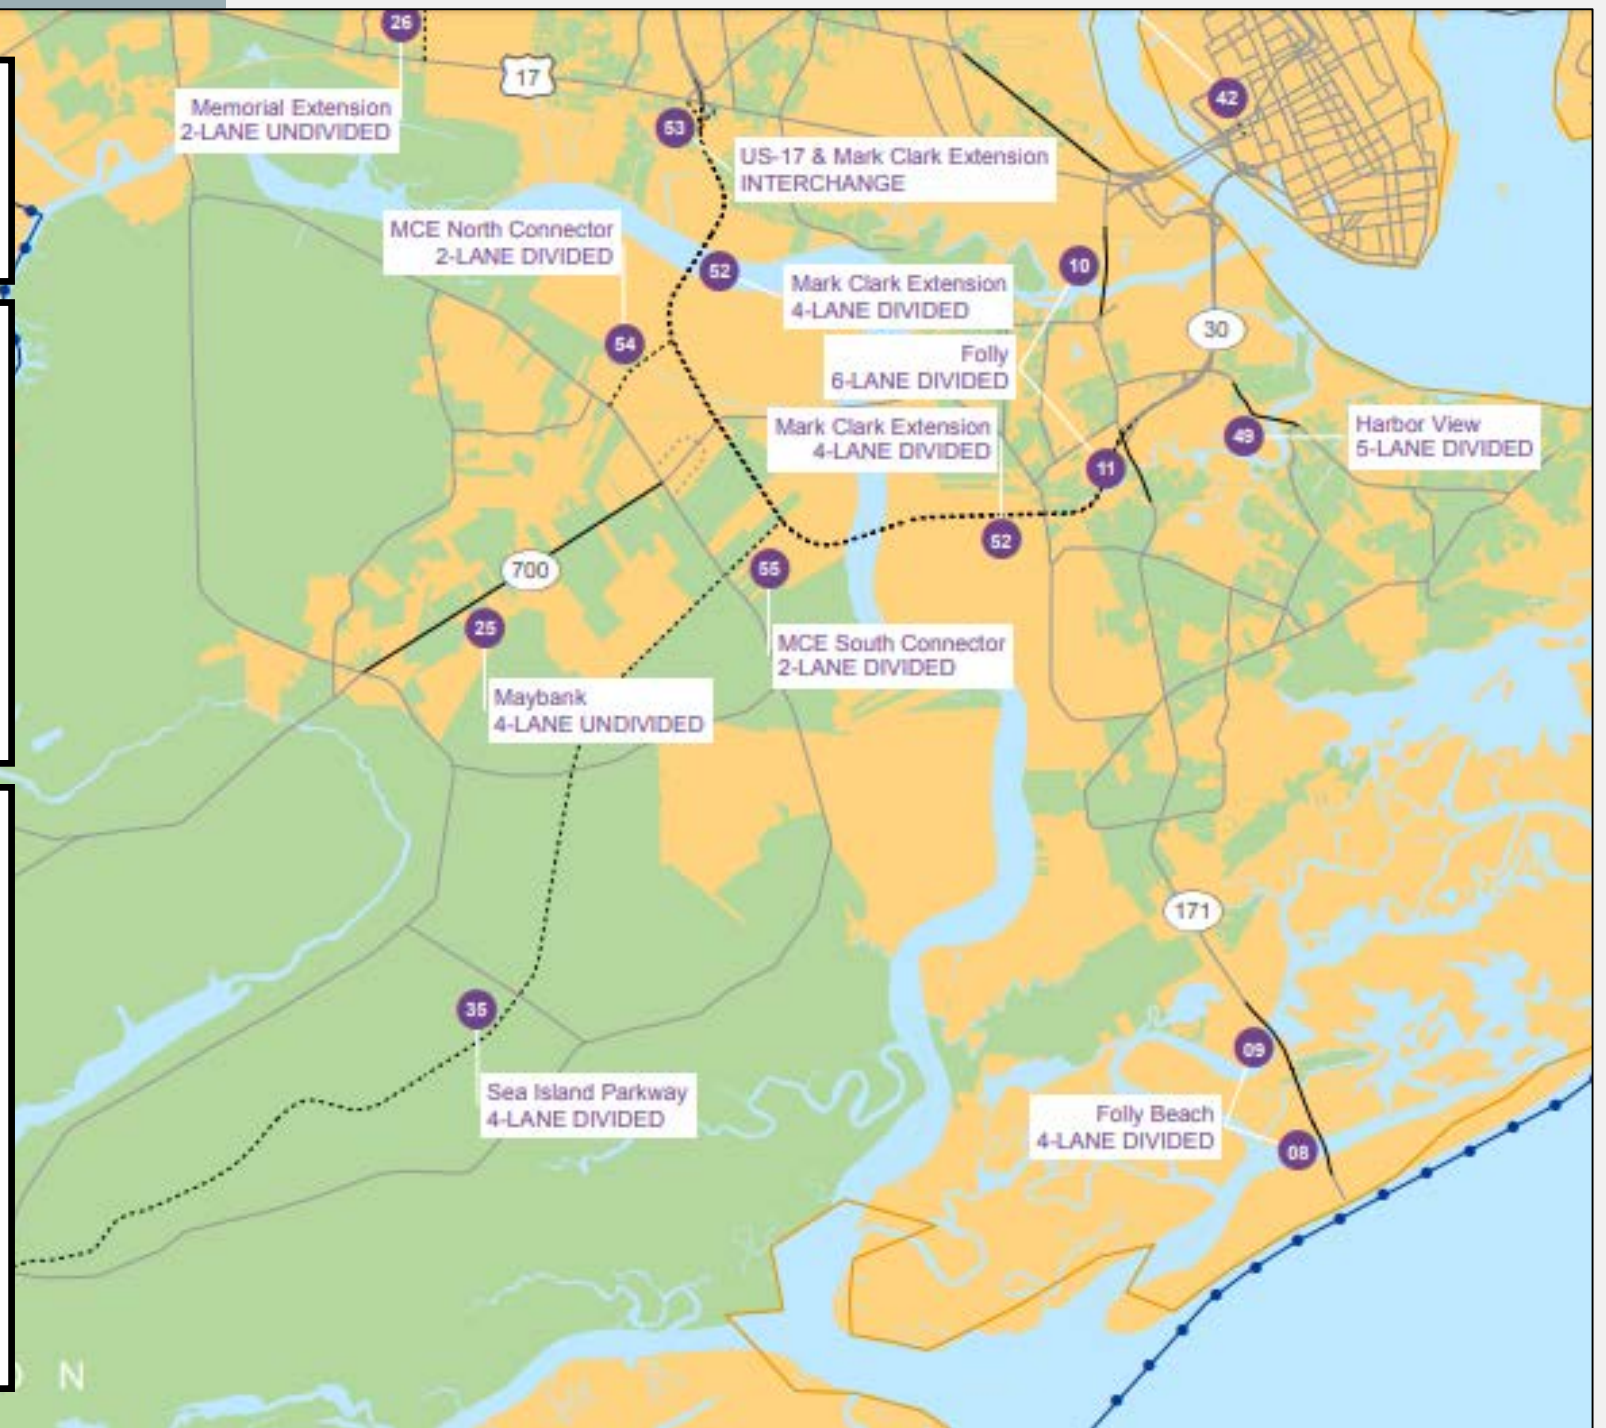 26
17
Memorial Extension
2-LANE UNDIVIDED
42
53
US-17 & Mark Clark Extension
INTERCHANGE
MCE North Connector
2-LANE DIVIDED
52
Mark Clark Extension
4-LANE DIVIDED
10
30
54
Folly
6-LANE DIVIDED
Mark Clark Extension
4-LANE DIVIDED
49
Harbor View
5-LANE DIVIDED
11
52
700
55
25
MCE South Connector
2-LANE DIVIDED
Maybank
4-LANE UNDIVIDED
171
35
09
Sea Island Parkway
4-LANE DIVIDED
Folly Beach
4-LANE DIVIDED
08
N